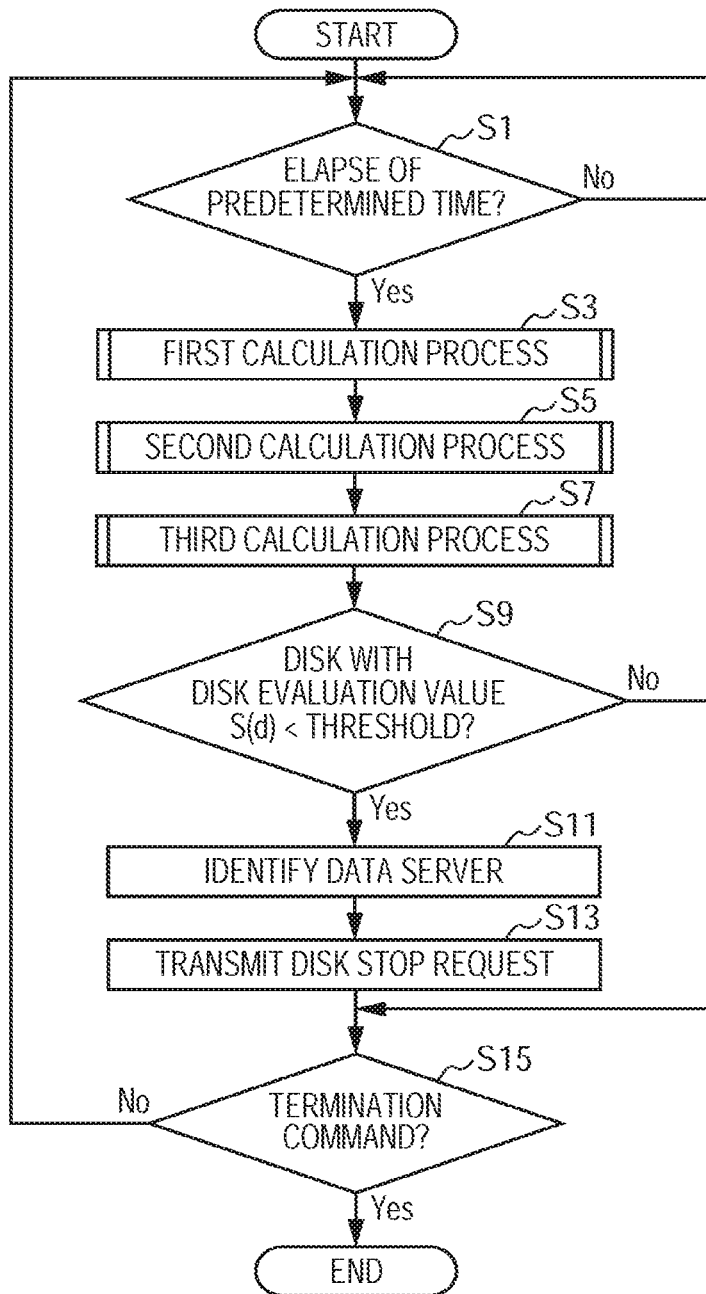 START
S1
ELAPSE OF
PREDETERMINED TIME?
No
Yes
S3
FIRST CALCULATION PROCESS
S5
SECOND CALCULATION PROCESS
S7
THIRD CALCULATION PROCESS
S9
DISK WITH
DISK EVALUATION VALUE
S(d) < THRESHOLD?
No
Yes
S11
IDENTIFY DATA SERVER
S13
TRANSMIT DISK STOP REQUEST
S15
No
TERMINATION
COMMAND?
Yes
END